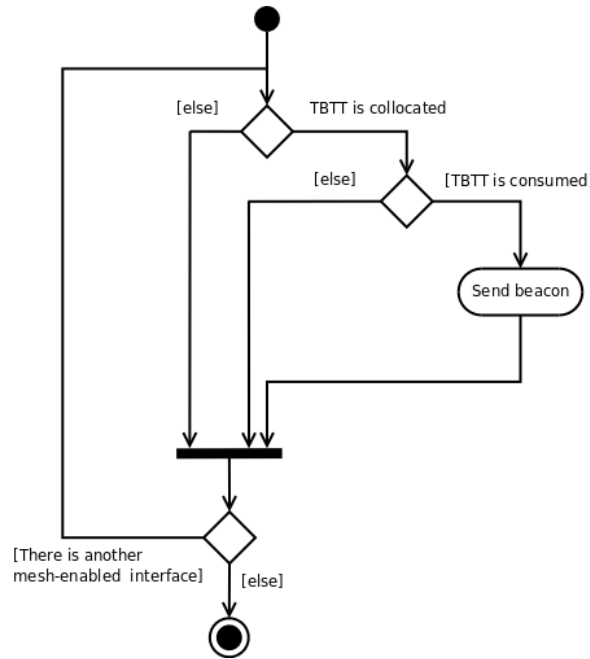 [else]
TBTT is collocated
[else]
[TBTT is consumed]
Send beacon
[There is another
mesh-enabled interface]
[else]